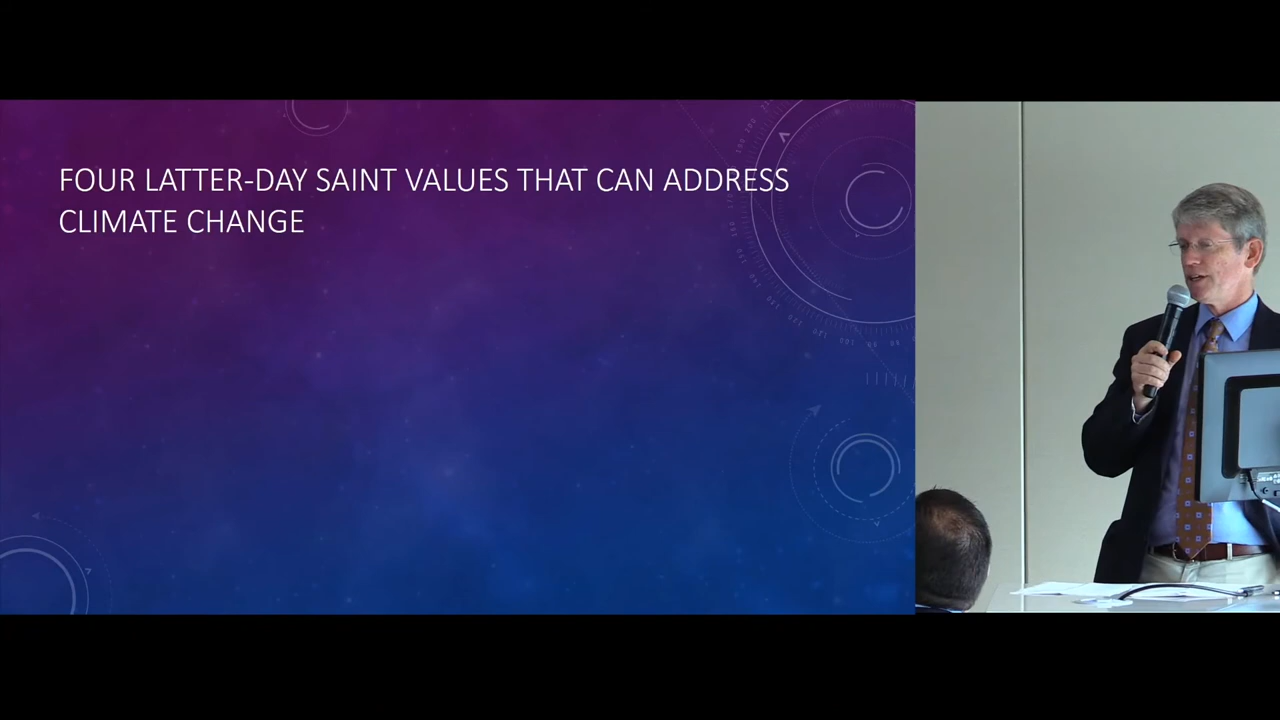 FOUR LATTER-DAY SAINT VALUES THAT CAN ADDRESS
CLIMATE CHANGE